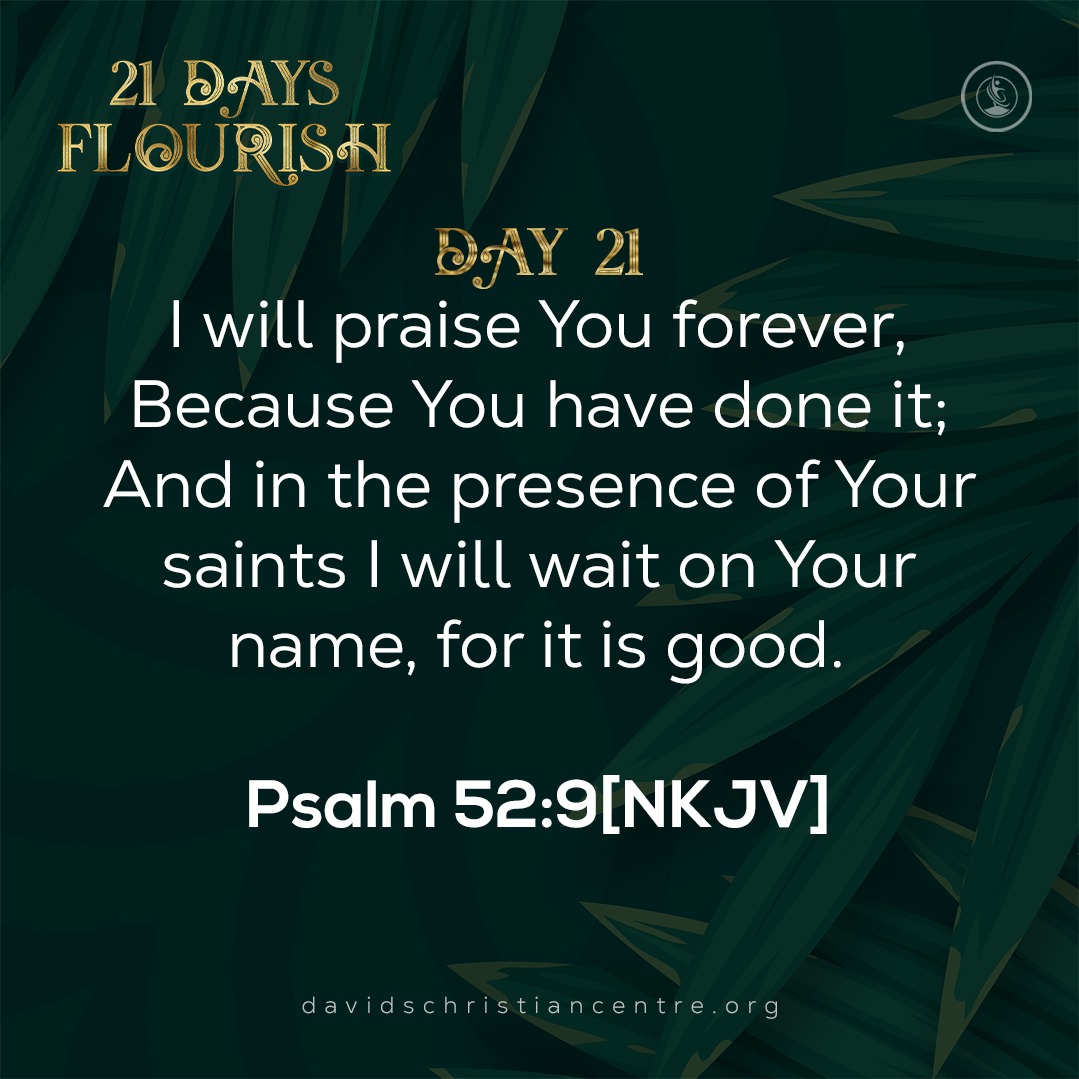 21 DAYS
FLOURISH
DAY 21
I will praise You forever,
Because You have done it;
And in the presence of Your
saints I will wait on Your
name, for it is good.
Psalm 52:9[NKJV]
davidschristiancentre.org